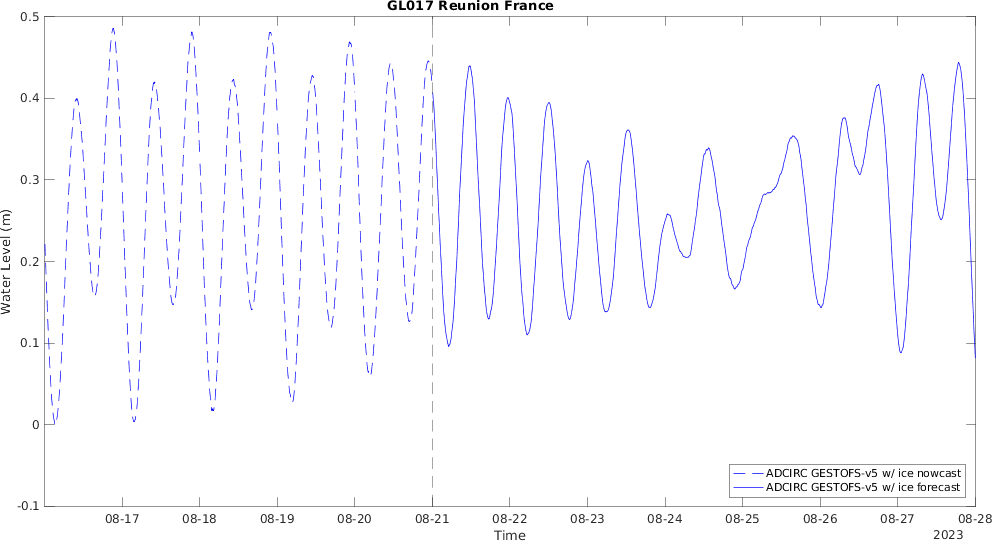 GL017 Reunion France
0.5
0.4
0.3
0.2
0.1
0
-0.1
Water Level (m)
ADCIRC GESTOFS-v5 w/ ice nowcast
ADCIRC GESTOFS-v5 w/ ice forecast
08-17 08-18 08-19 08-20 08-21 08-22 08-23 08-24 08-25 08-26 08-27 08-28
Time
2023